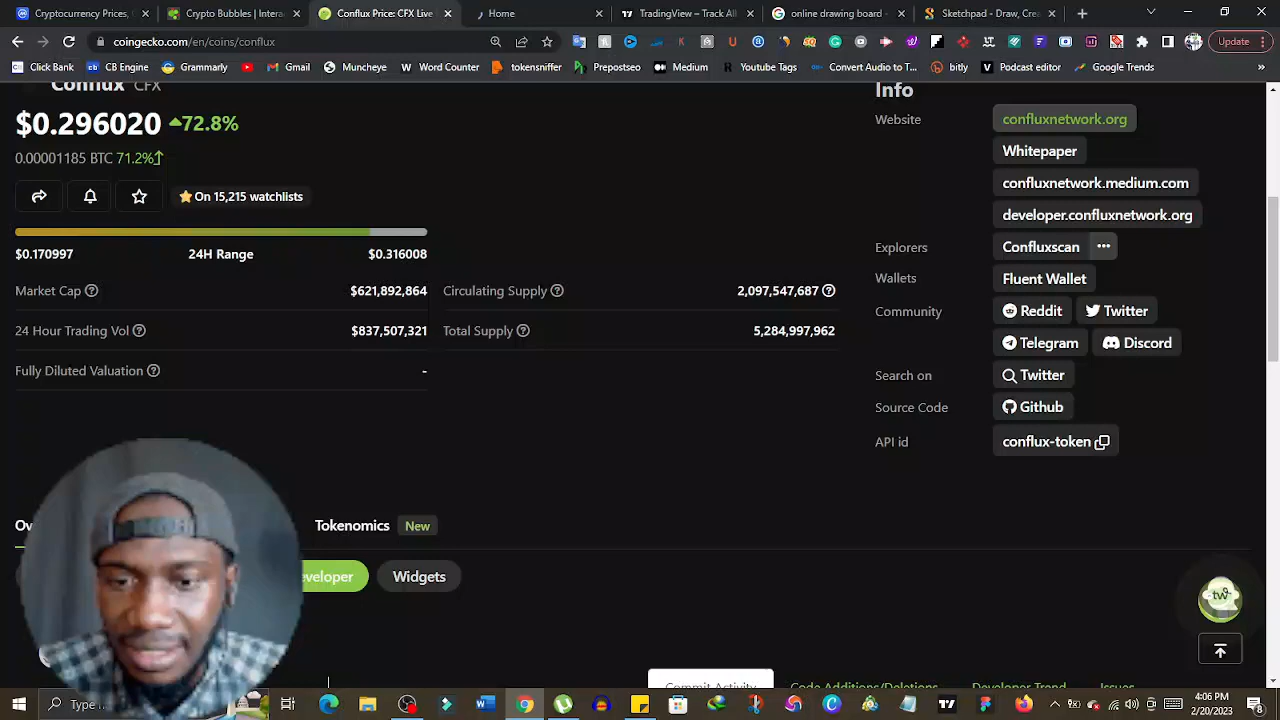 Cryptocurrency Prices,
Crypto Bubbles | Intera
Conflux Price: CFX Live
Home
TradingView – Track All
online drawing board -
Sketchpad - Draw, Cre
coingecko.com/en/coins/conflux
Update
Click Bank
CB Engine
Grammarly
Gmail
Muncheye
Word Counter
tokensniffer
Prepostseo
Medium
Youtube Tags
Convert Audio to T...
bitty
Podcast editor
Google Trends
Conflux CFX
$0.296020 72.8%
0.00001185 BTC 71.2%
On 15,215 watchlists
$0.170997 24H Range $0.316008
Market Cap $621,892,864
Circulating Supply 2,097,547,687
24 Hour Trading Vol $837,507,321
Total Supply 5,284,997,962
Fully Diluted Valuation -
Info
Website confluxnetwork.org
Whitepaper
confluxnetwork.medium.com
developer.confluxnetwork.org
Explorers Confluxscan
Wallets Fluent Wallet
Community Reddit Twitter
Telegram Discord
Search on Twitter
Source Code Github
API id conflux-token
Tokenomics New
Widgets
Commit Activity Code Additions/Deletions Developer Trend Issues
4:06 PM
2/20/2023